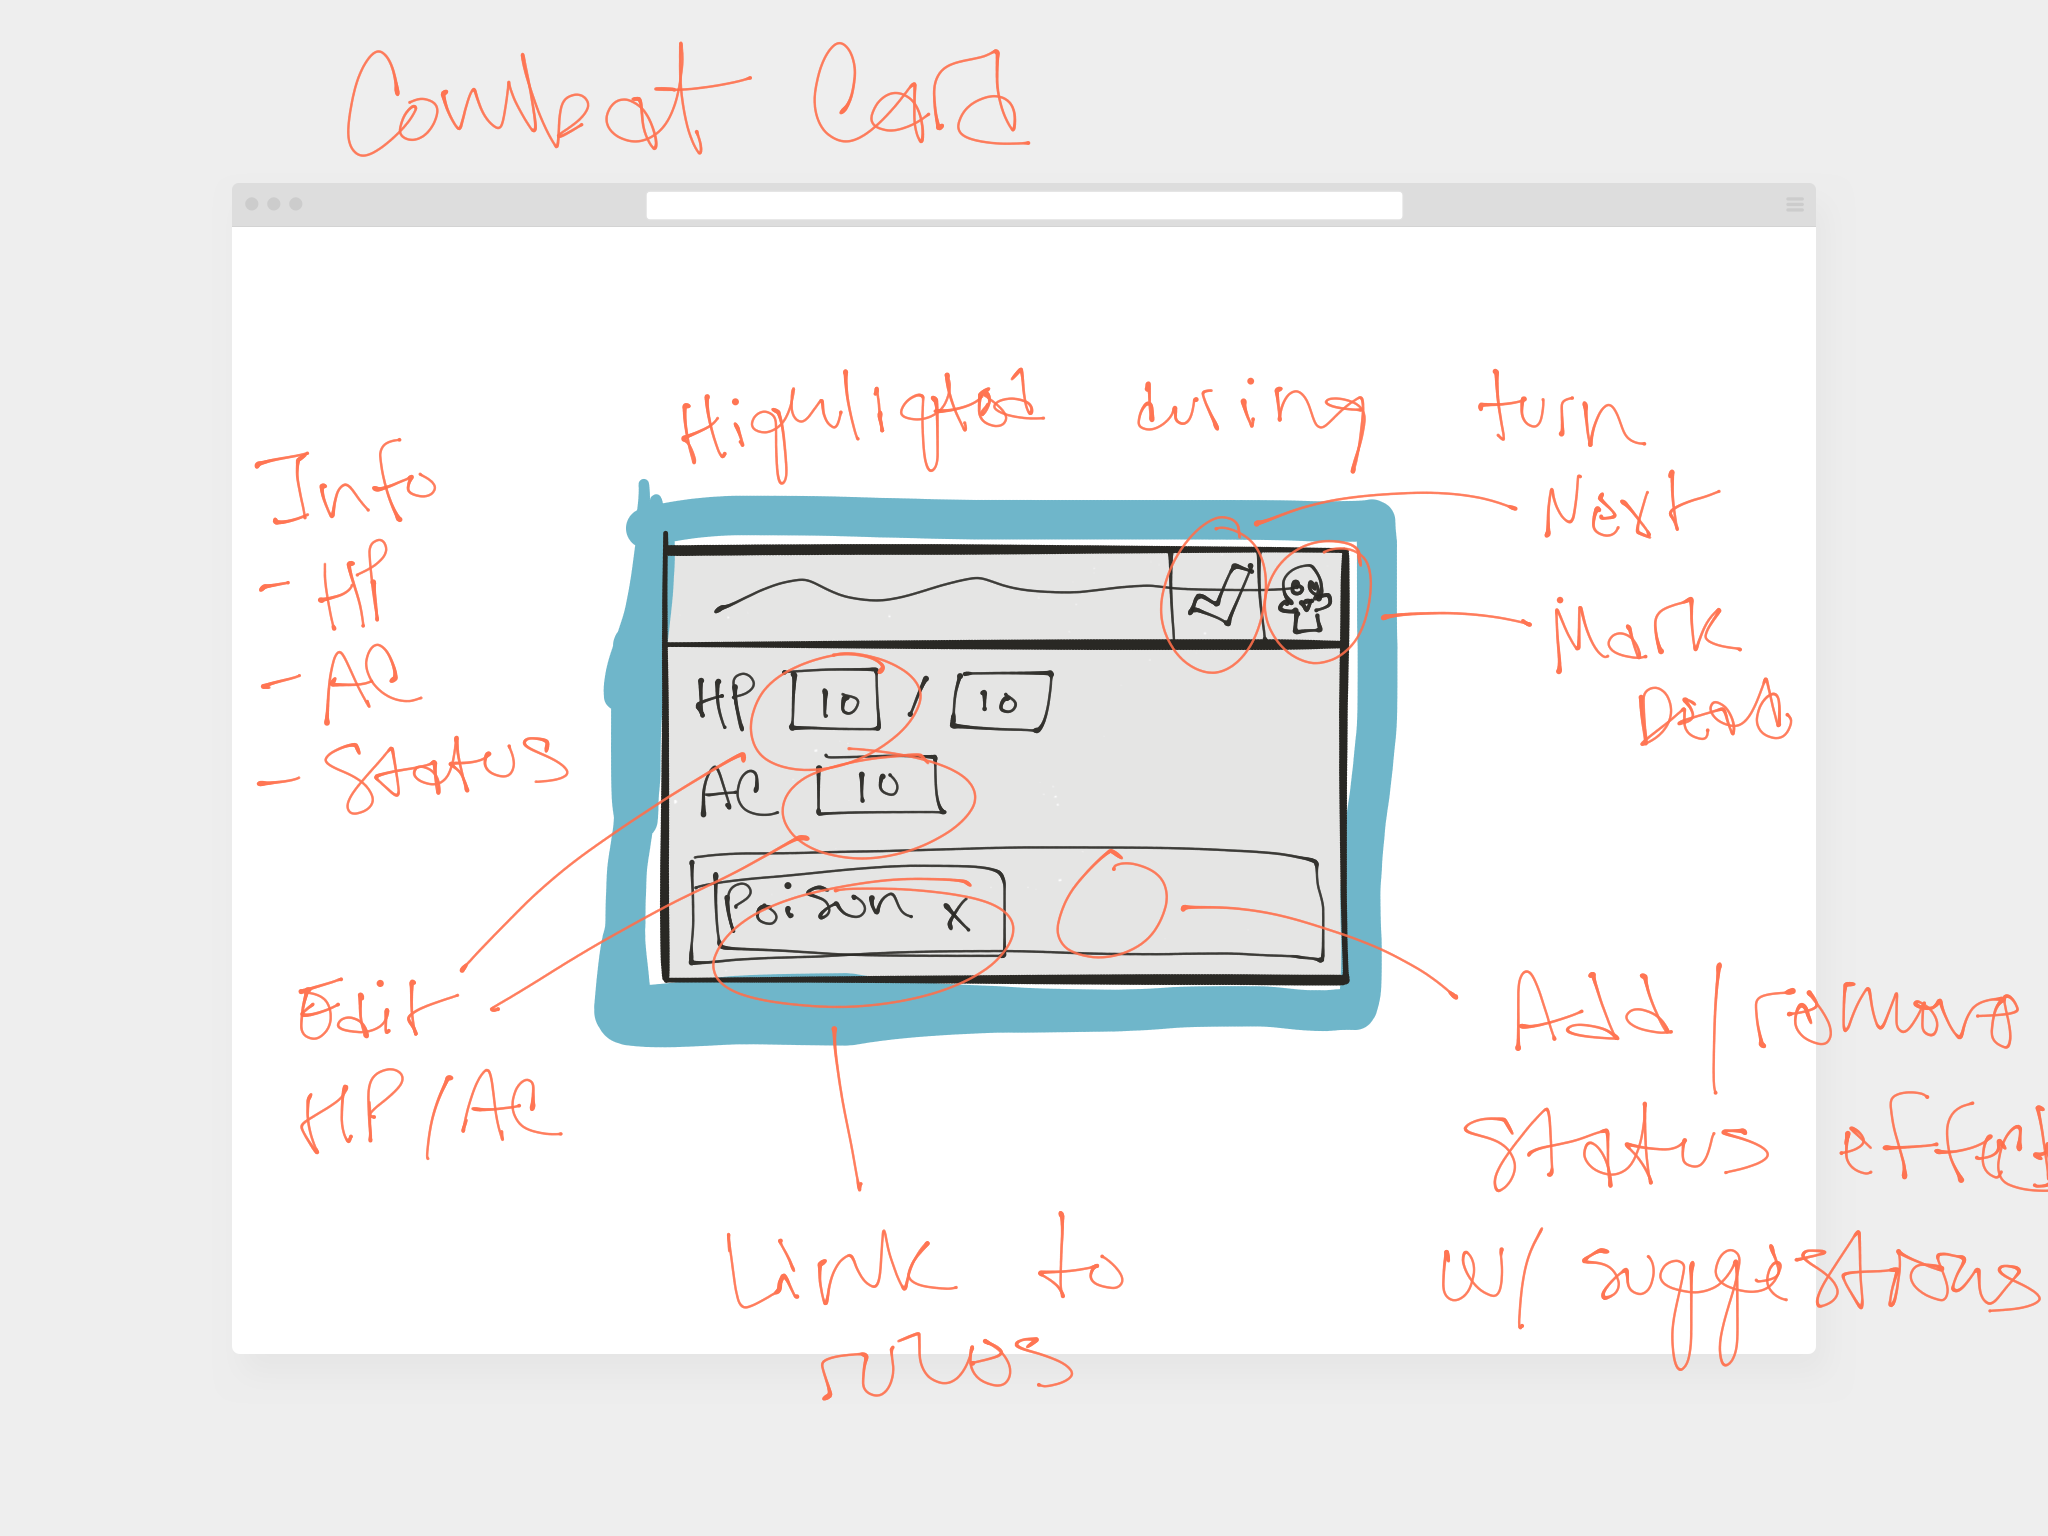 Combat Card
Highlighted during turn
Info
- HP
- AC
- Status
Next
Mark
Dead
HP 10 / 10
AC 10
Poison x
Edit
HP/AC
Add/remove
Status effect
w/ suggestions
Link to
rules